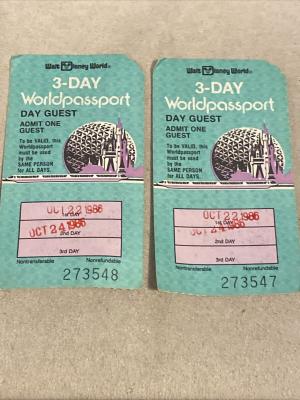 Walt Disney World®
3-DAY
Worldpassport
DAY GUEST
ADMIT ONE
GUEST
To be VALID, this
Worldpassport
must be used
by the
SAME PERSON
for ALL DAYS.
OCT 22 1986
1st DAY
OCT 24 1986
2nd DAY
3rd DAY
Nontransferable Nonrefundable
273548
Walt Disney World®
3-DAY
Worldpassport
DAY GUEST
ADMIT ONE
GUEST
To be VALID, this
Worldpassport
must be used
by the
SAME PERSON
for ALL DAYS.
OCT 22 1986
1st DAY
OCT 24 1986
2nd DAY
3rd DAY
Nontransferable Nonrefundable
273547